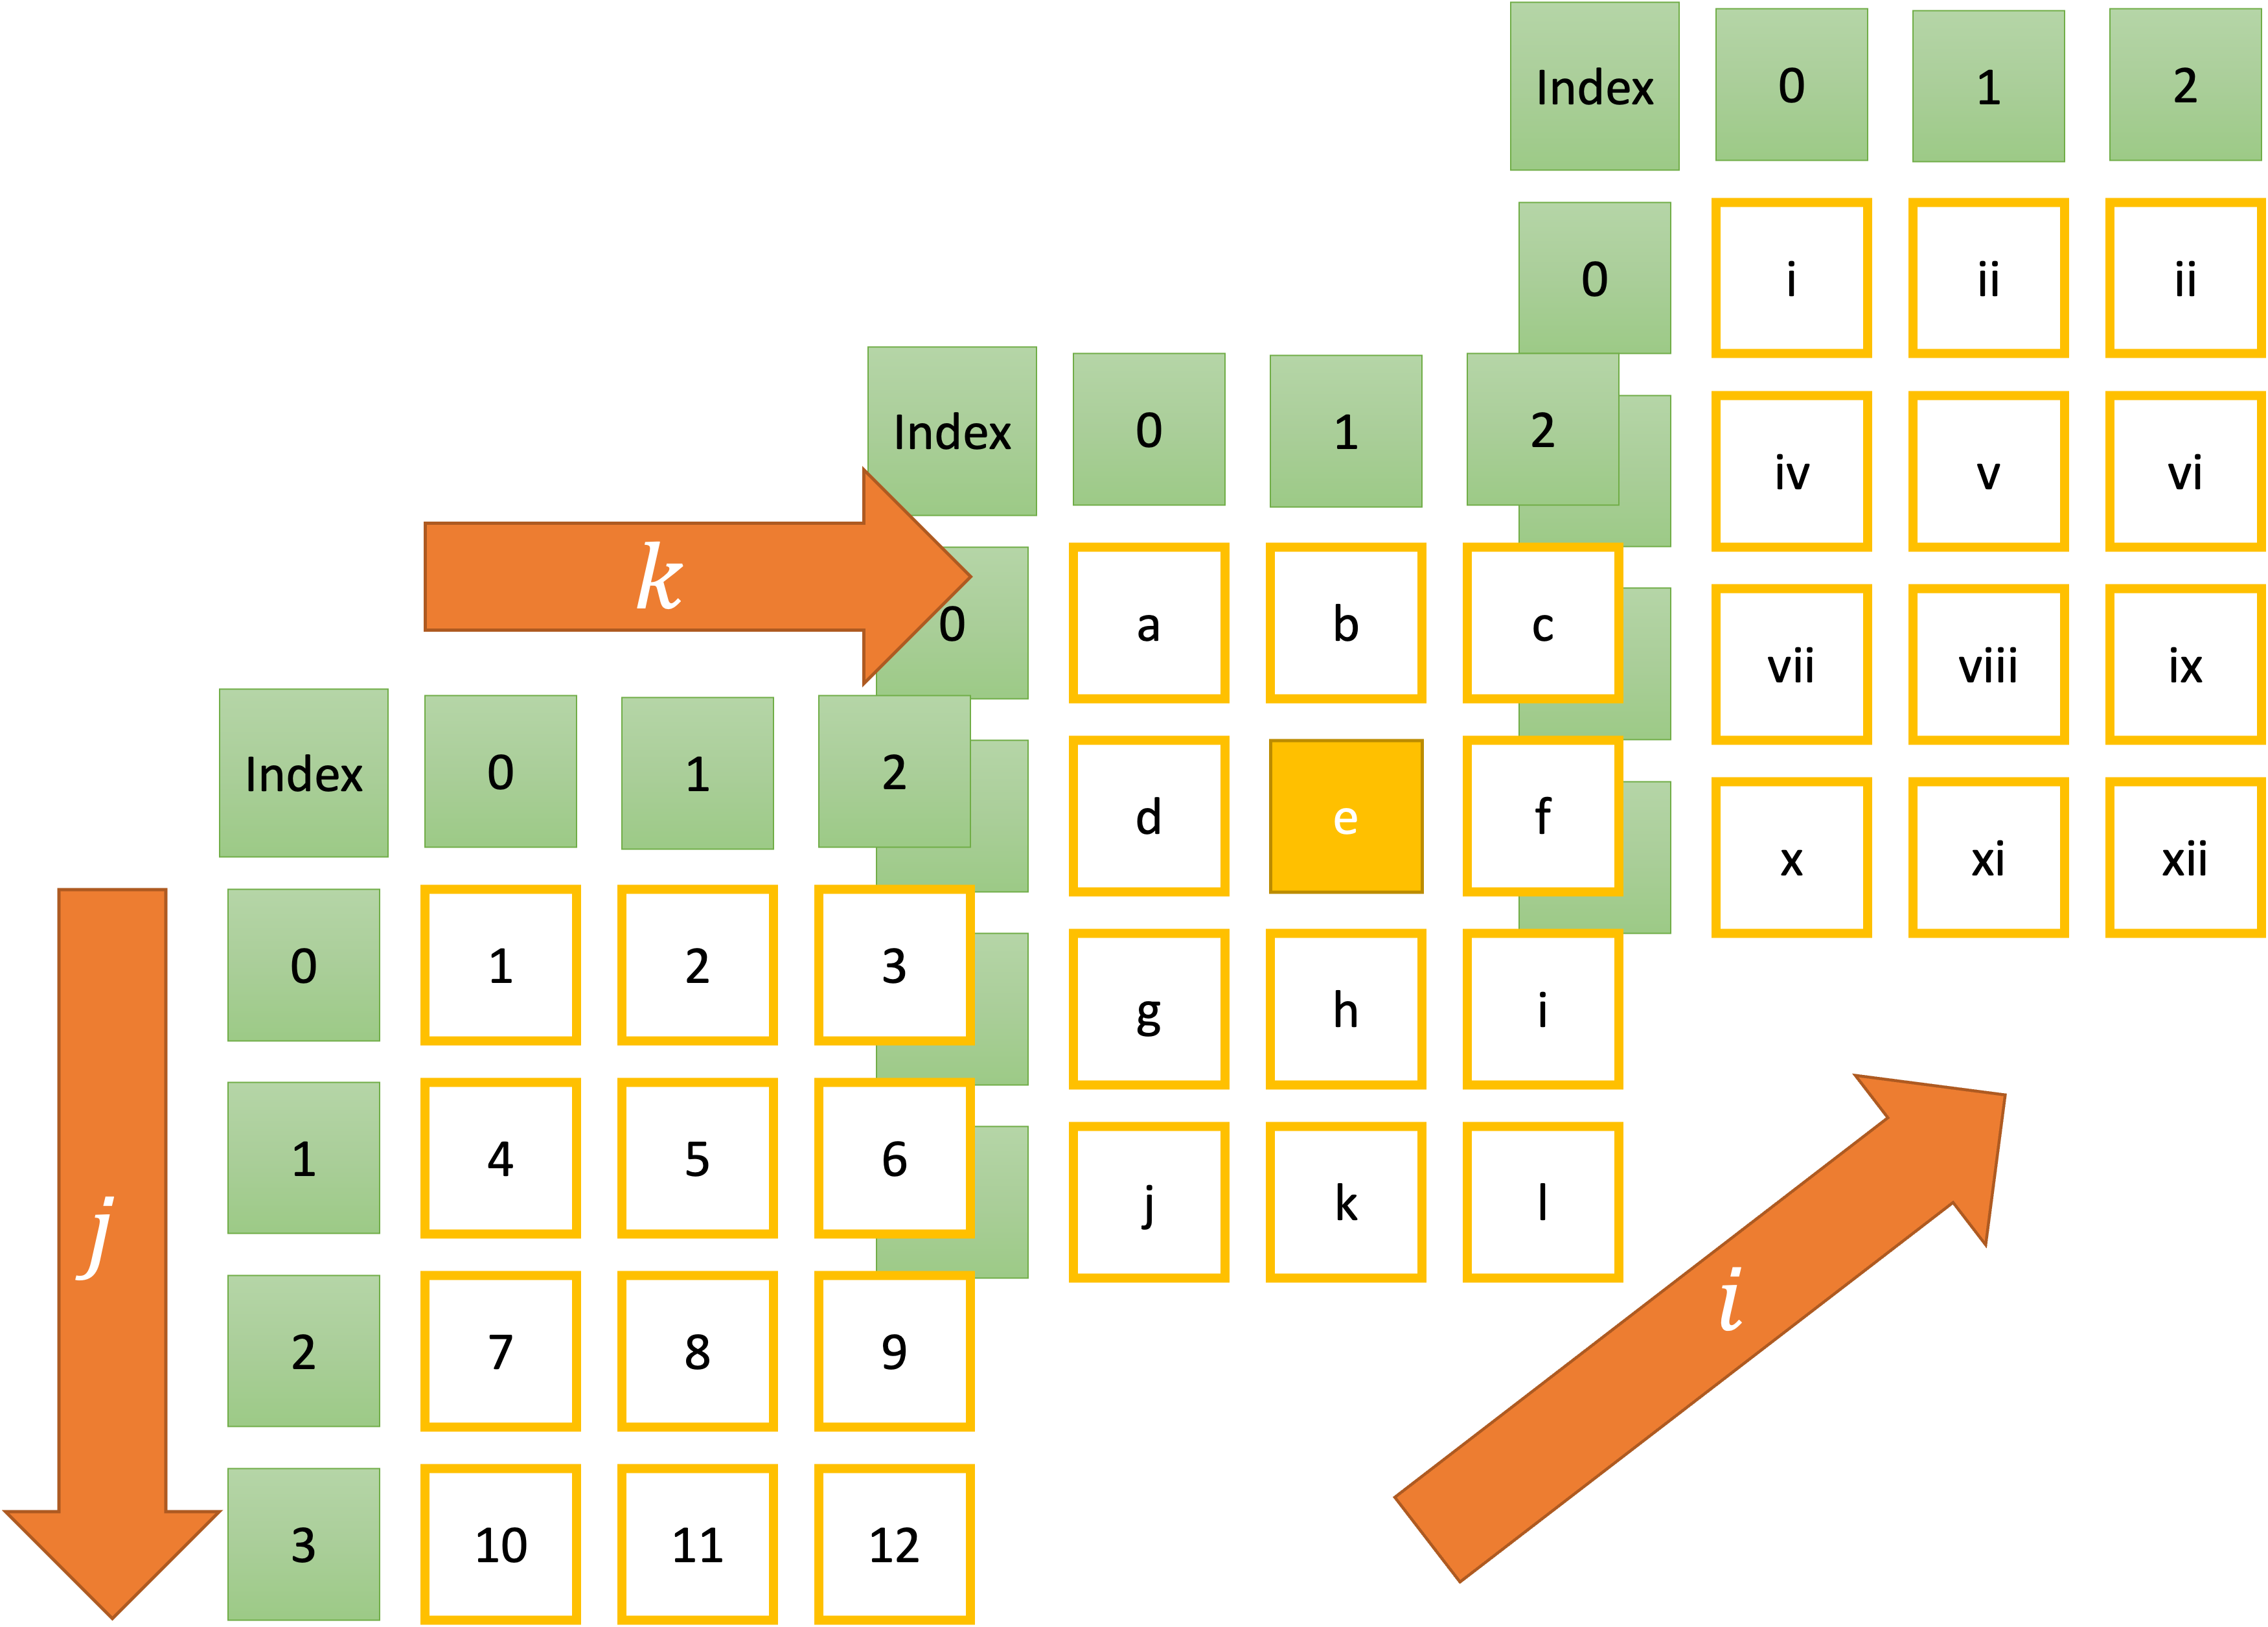 Index 0 1 2
0 i ii ii
iv v vi
vii viii ix
x xi xii
Index 0 1 2
0 a b c
d e f
g h i
j k l
k
Index 0 1 2
0 1 2 3
1 4 5 6
2 7 8 9
3 10 11 12
j
i